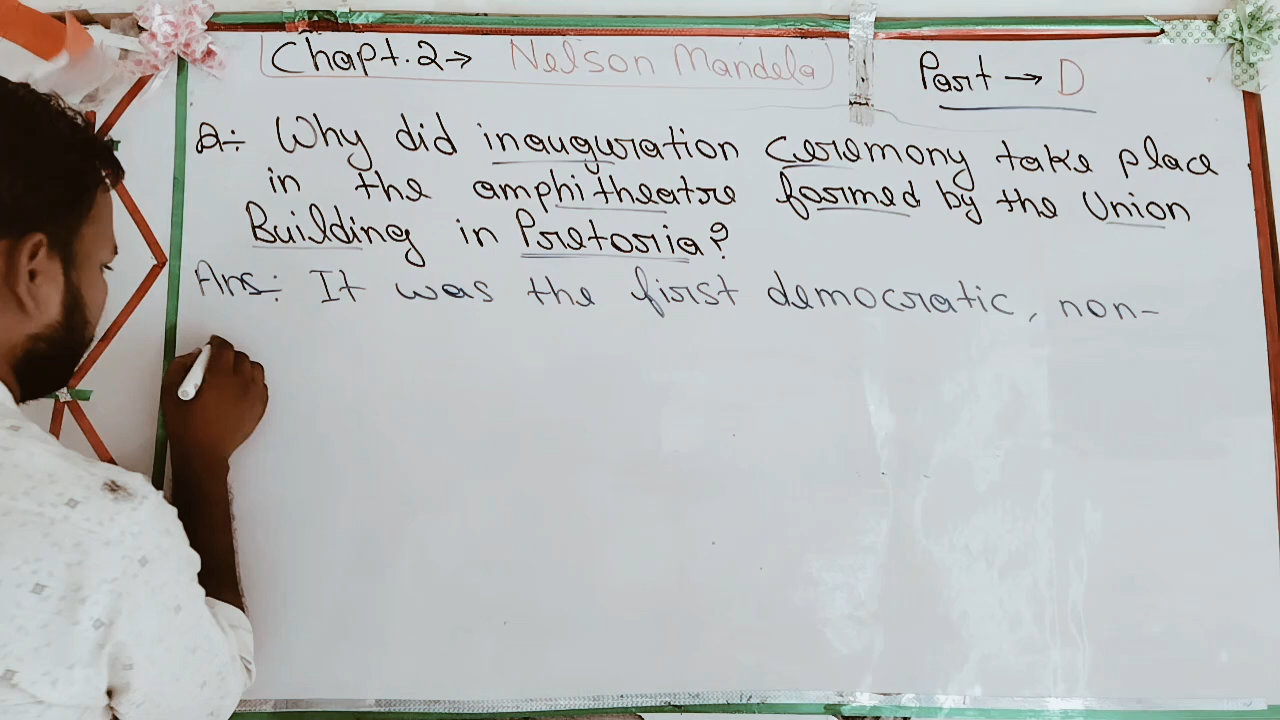 Chapt.2→ Nelson Mandela
Part → D
Q÷ Why did inauguration ceremony take place
in the amphitheatre formed by the Union
Building in Pretoria?
Ans:- It was the first democratic, non-